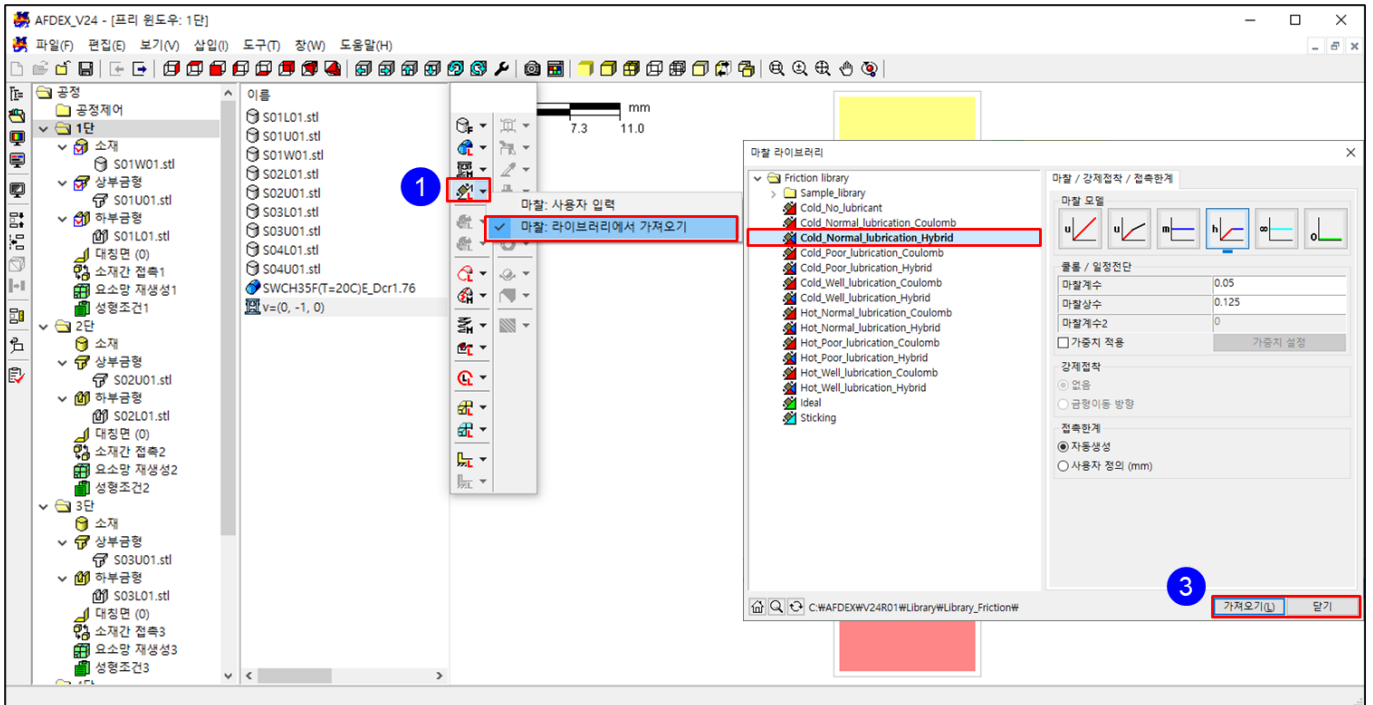 AFDEX_V24 - [프리 윈도우: 1단]
파일(F) 편집(E) 보기(V) 삽입(I) 도구(T) 창(W) 도움말(H)
공정
공정제어
1단
소재
S01W01.stl
상부금형
S01U01.stl
하부금형
S01L01.stl
대칭면 (0)
소재간 접촉1
요소망 재생성1
성형조건1
2단
소재
상부금형
S02U01.stl
하부금형
S02L01.stl
대칭면 (0)
소재간 접촉2
요소망 재생성2
성형조건2
3단
소재
상부금형
S03U01.stl
하부금형
S03L01.stl
대칭면 (0)
소재간 접촉3
요소망 재생성3
성형조건3
이름
S01L01.stl
S01U01.stl
S01W01.stl
S02L01.stl
S02U01.stl
S03L01.stl
S03U01.stl
S04L01.stl
S04U01.stl
SWCH35F(T=20C)E_Dcr1.76
v=(0, -1, 0)
mm
7.3 11.0
1
마찰: 사용자 입력
마찰: 라이브러리에서 가져오기
마찰 라이브러리
Friction library
Sample_library
Cold_No_lubricant
Cold_Normal_lubrication_Coulomb
Cold_Normal_lubrication_Hybrid
Cold_Poor_lubrication_Coulomb
Cold_Poor_lubrication_Hybrid
Cold_Well_lubrication_Coulomb
Cold_Well_lubrication_Hybrid
Hot_Normal_lubrication_Coulomb
Hot_Normal_lubrication_Hybrid
Hot_Poor_lubrication_Coulomb
Hot_Poor_lubrication_Hybrid
Hot_Well_lubrication_Coulomb
Hot_Well_lubrication_Hybrid
Ideal
Sticking
마찰 / 강제접착 / 접촉한계
마찰 모델
u u m h ∞ 0
쿨롱 / 일정전단
마찰계수 0.05
마찰상수 0.125
마찰계수2 0
가중치 적용 가중치 설정
강제접착
없음
금형이동 방향
접촉한계
자동생성
사용자 정의 (mm)
3
C:₩AFDEX₩V24R01₩Library₩Library_Friction₩
가져오기(L) 닫기